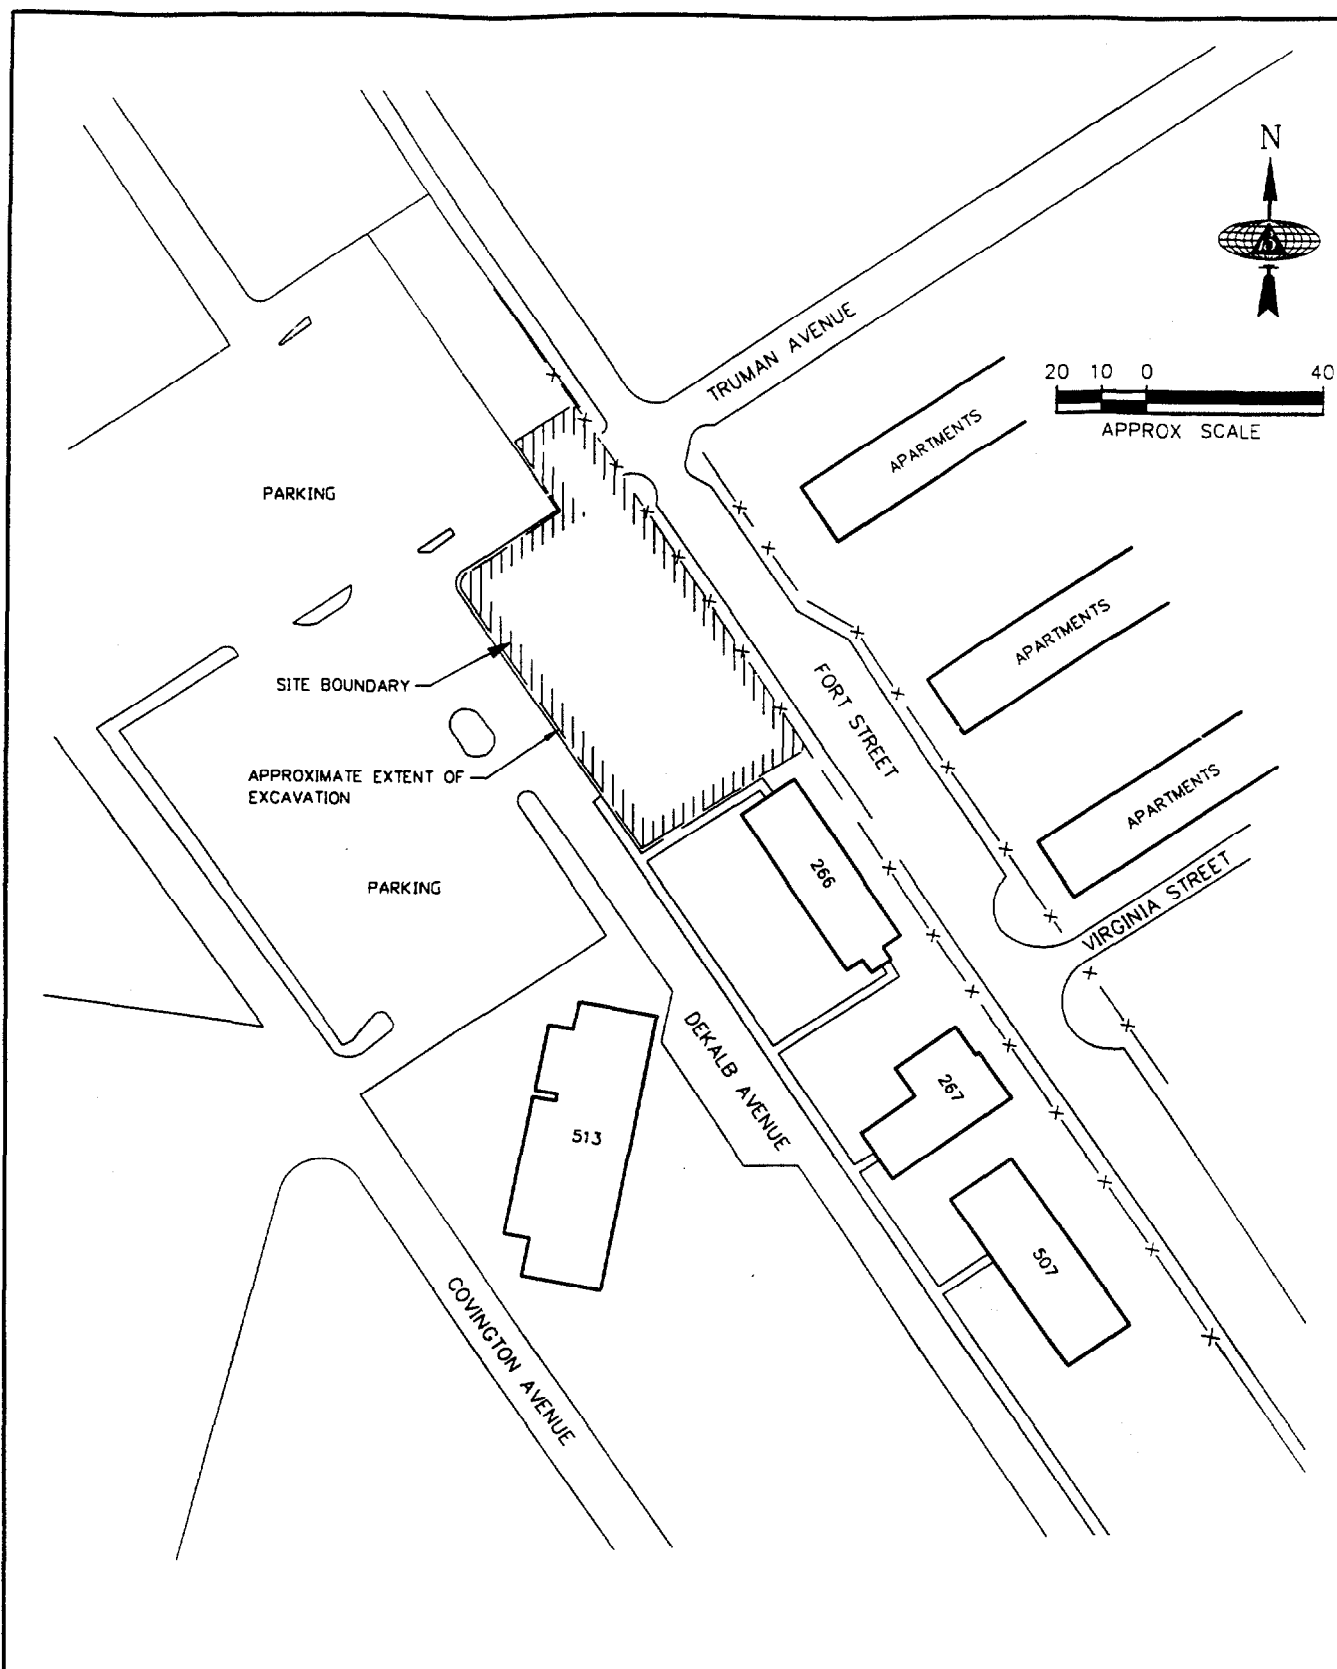 N
TRUMAN AVENUE
20 10 0 40
APPROX SCALE
APARTMENTS
PARKING
APARTMENTS
SITE BOUNDARY
FORT STREET
APPROXIMATE EXTENT OF
EXCAVATION
APARTMENTS
266
PARKING
VIRGINIA STREET
DEKALB AVENUE
267
513
507
COVINGTON AVENUE